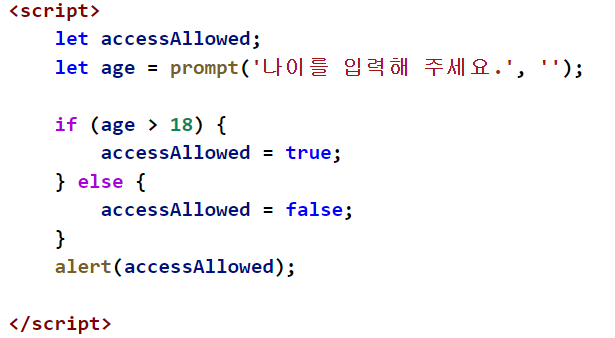 <script>
    let accessAllowed;
    let age = prompt('나이를 입력해 주세요.', '');

    if (age > 18) {
        accessAllowed = true;
    } else {
        accessAllowed = false;
    }
    alert(accessAllowed);

</script>